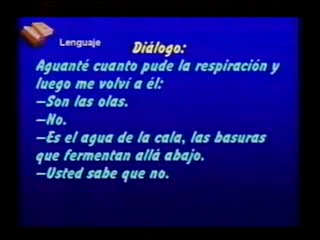 Lenguaje
Diálogo:
Aguanté cuanto pude la respiración y
luego me volví a él:
—Son las olas.
—No.
—Es el agua de la cala, las basuras
que fermentan allá abajo.
—Usted sabe que no.